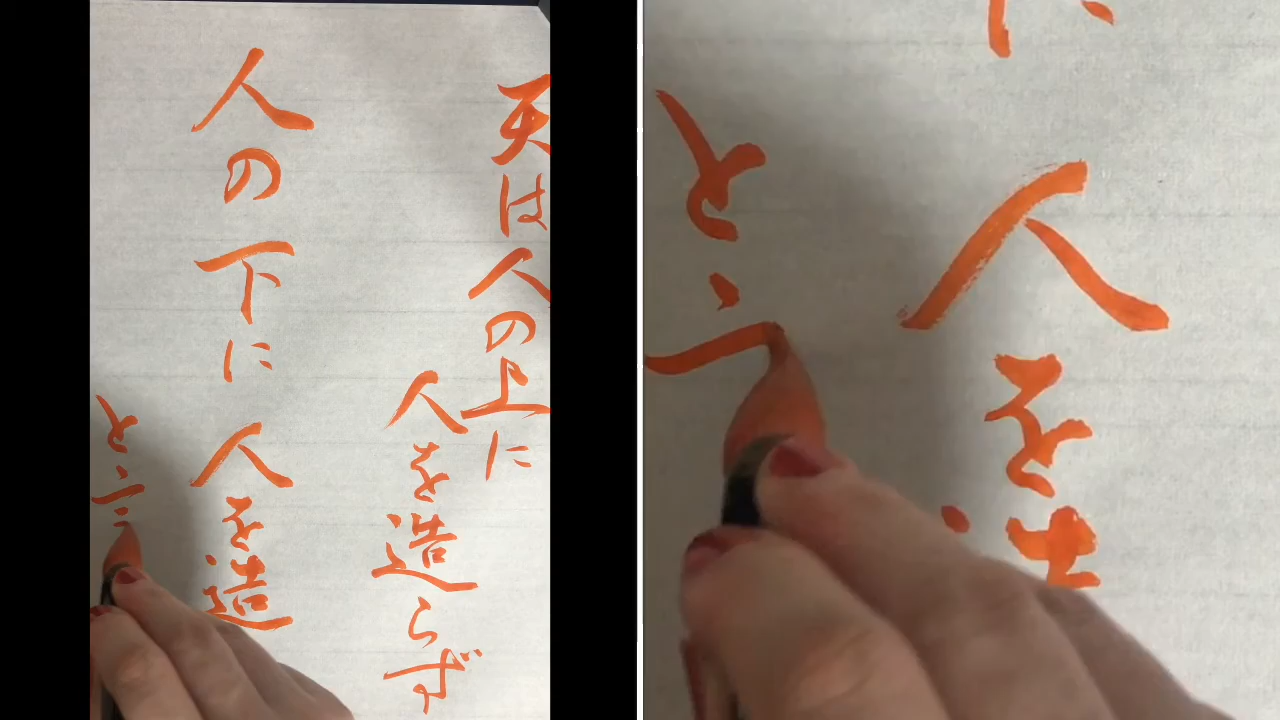 天は人の上に
人を造らず
人の下に人を造
と言
人を造
と